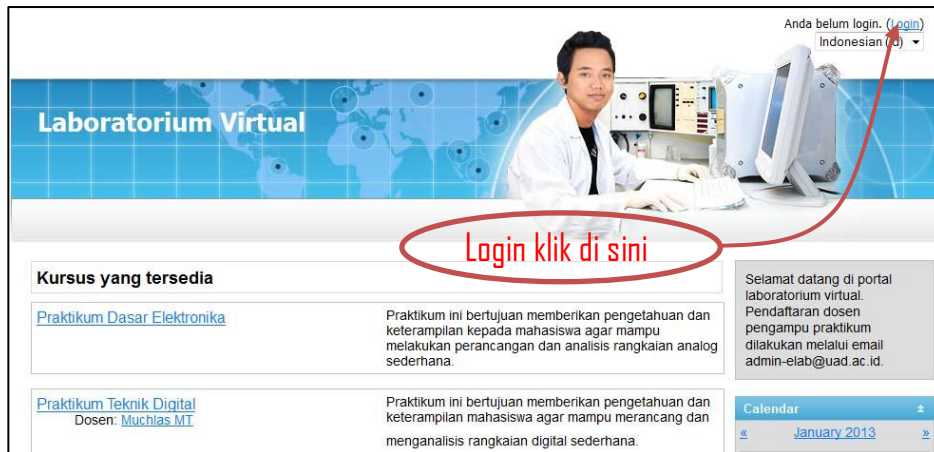 Anda belum login. (Login)
Indonesian (id)
Laboratorium Virtual
Login klik di sini
Kursus yang tersedia
Praktikum Dasar Elektronika
Praktikum ini bertujuan memberikan pengetahuan dan
keterampilan kepada mahasiswa agar mampu
melakukan perancangan dan analisis rangkaian analog
sederhana.
Praktikum Teknik Digital
Dosen: Muchlas MT
Praktikum ini bertujuan memberikan pengetahuan dan
keterampilan mahasiswa agar mampu merancang dan
menganalisis rangkaian digital sederhana.
Selamat datang di portal
laboratorium virtual.
Pendaftaran dosen
pengampu praktikum
dilakukan melalui email
admin-elab@uad.ac.id.
Calendar
« January 2013 »